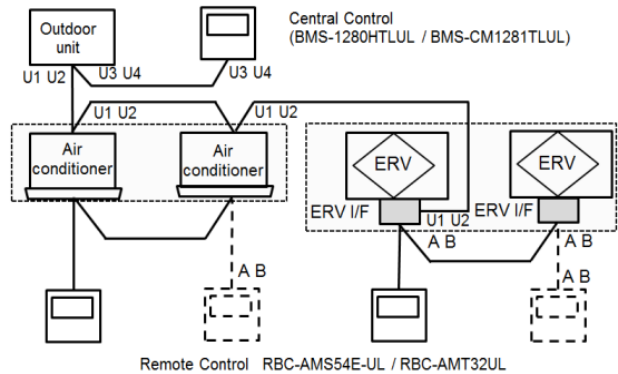 Central Control
(BMS-1280HTLUL / BMS-CM1281TLUL)
Outdoor
unit
U1 U2
U3 U4
U3 U4
U1 U2
U1 U2
Air
conditioner
Air
conditioner
ERV
ERV
ERV I/F
U1 U2
ERV I/F
A B
A B
A B
A B
Remote Control RBC-AMS54E-UL / RBC-AMT32UL